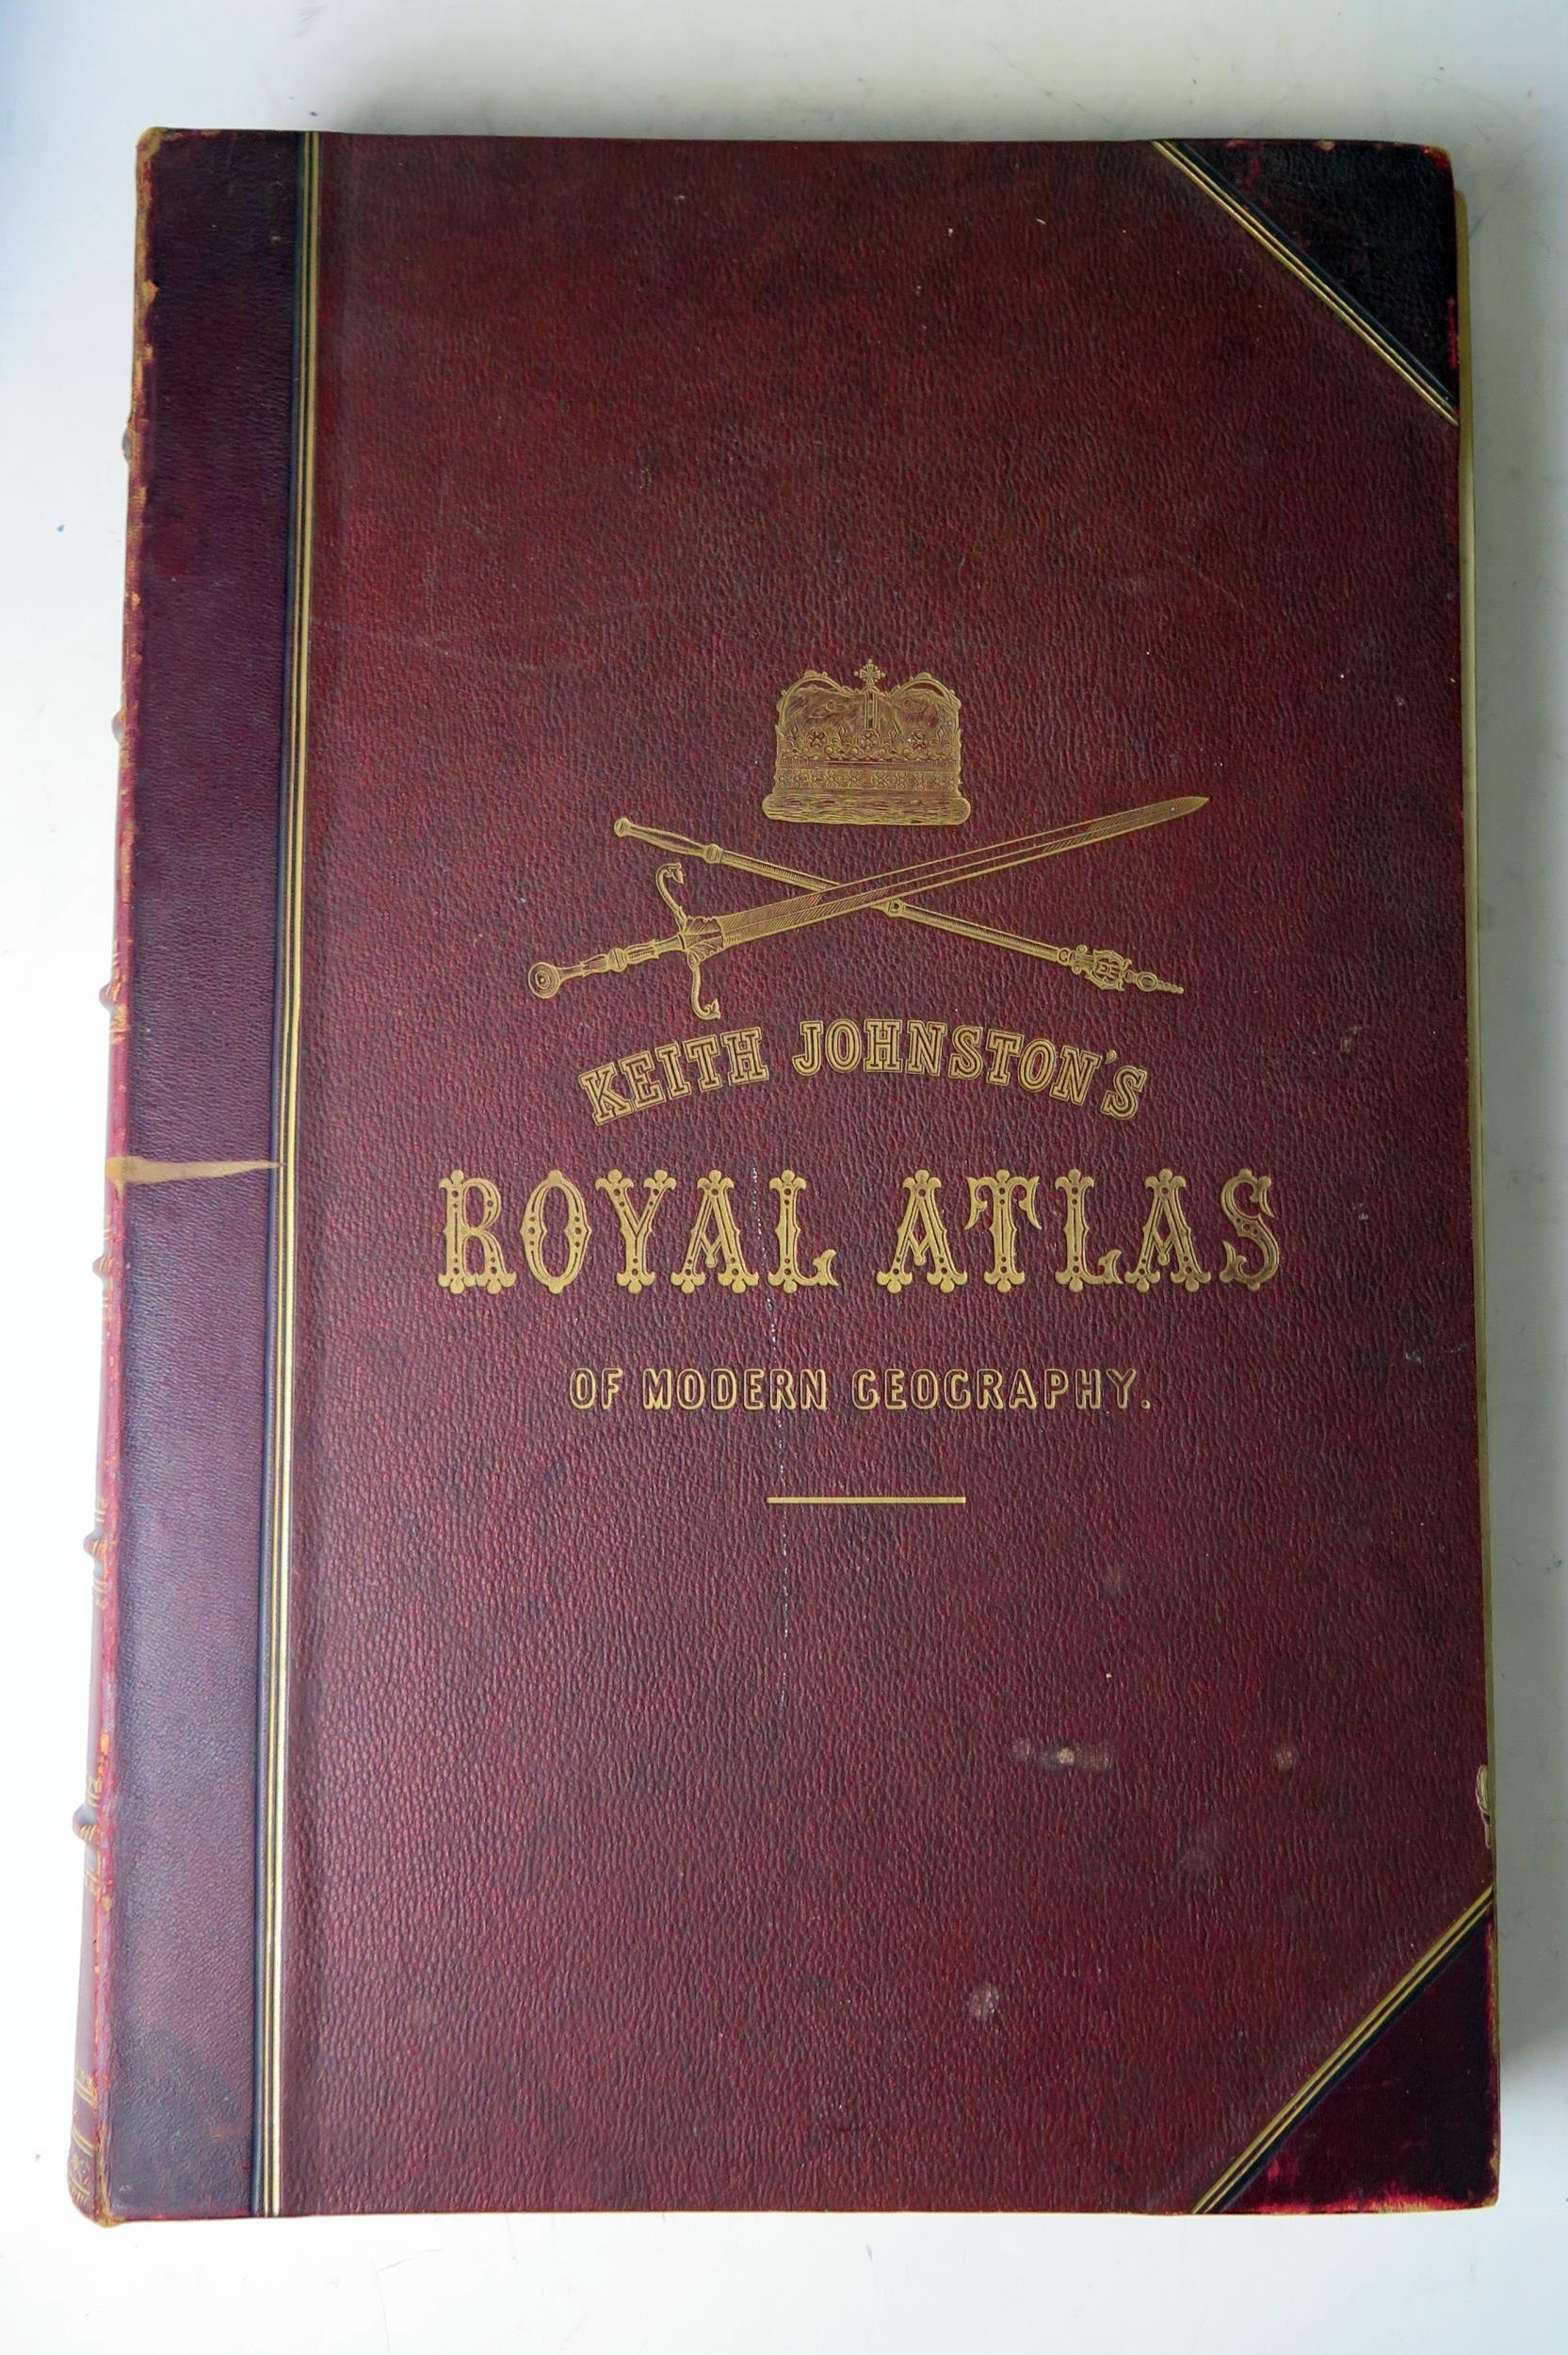 KEITH JOHNSTON'S
ROYAL ATLAS
OF MODERN GEOGRAPHY.